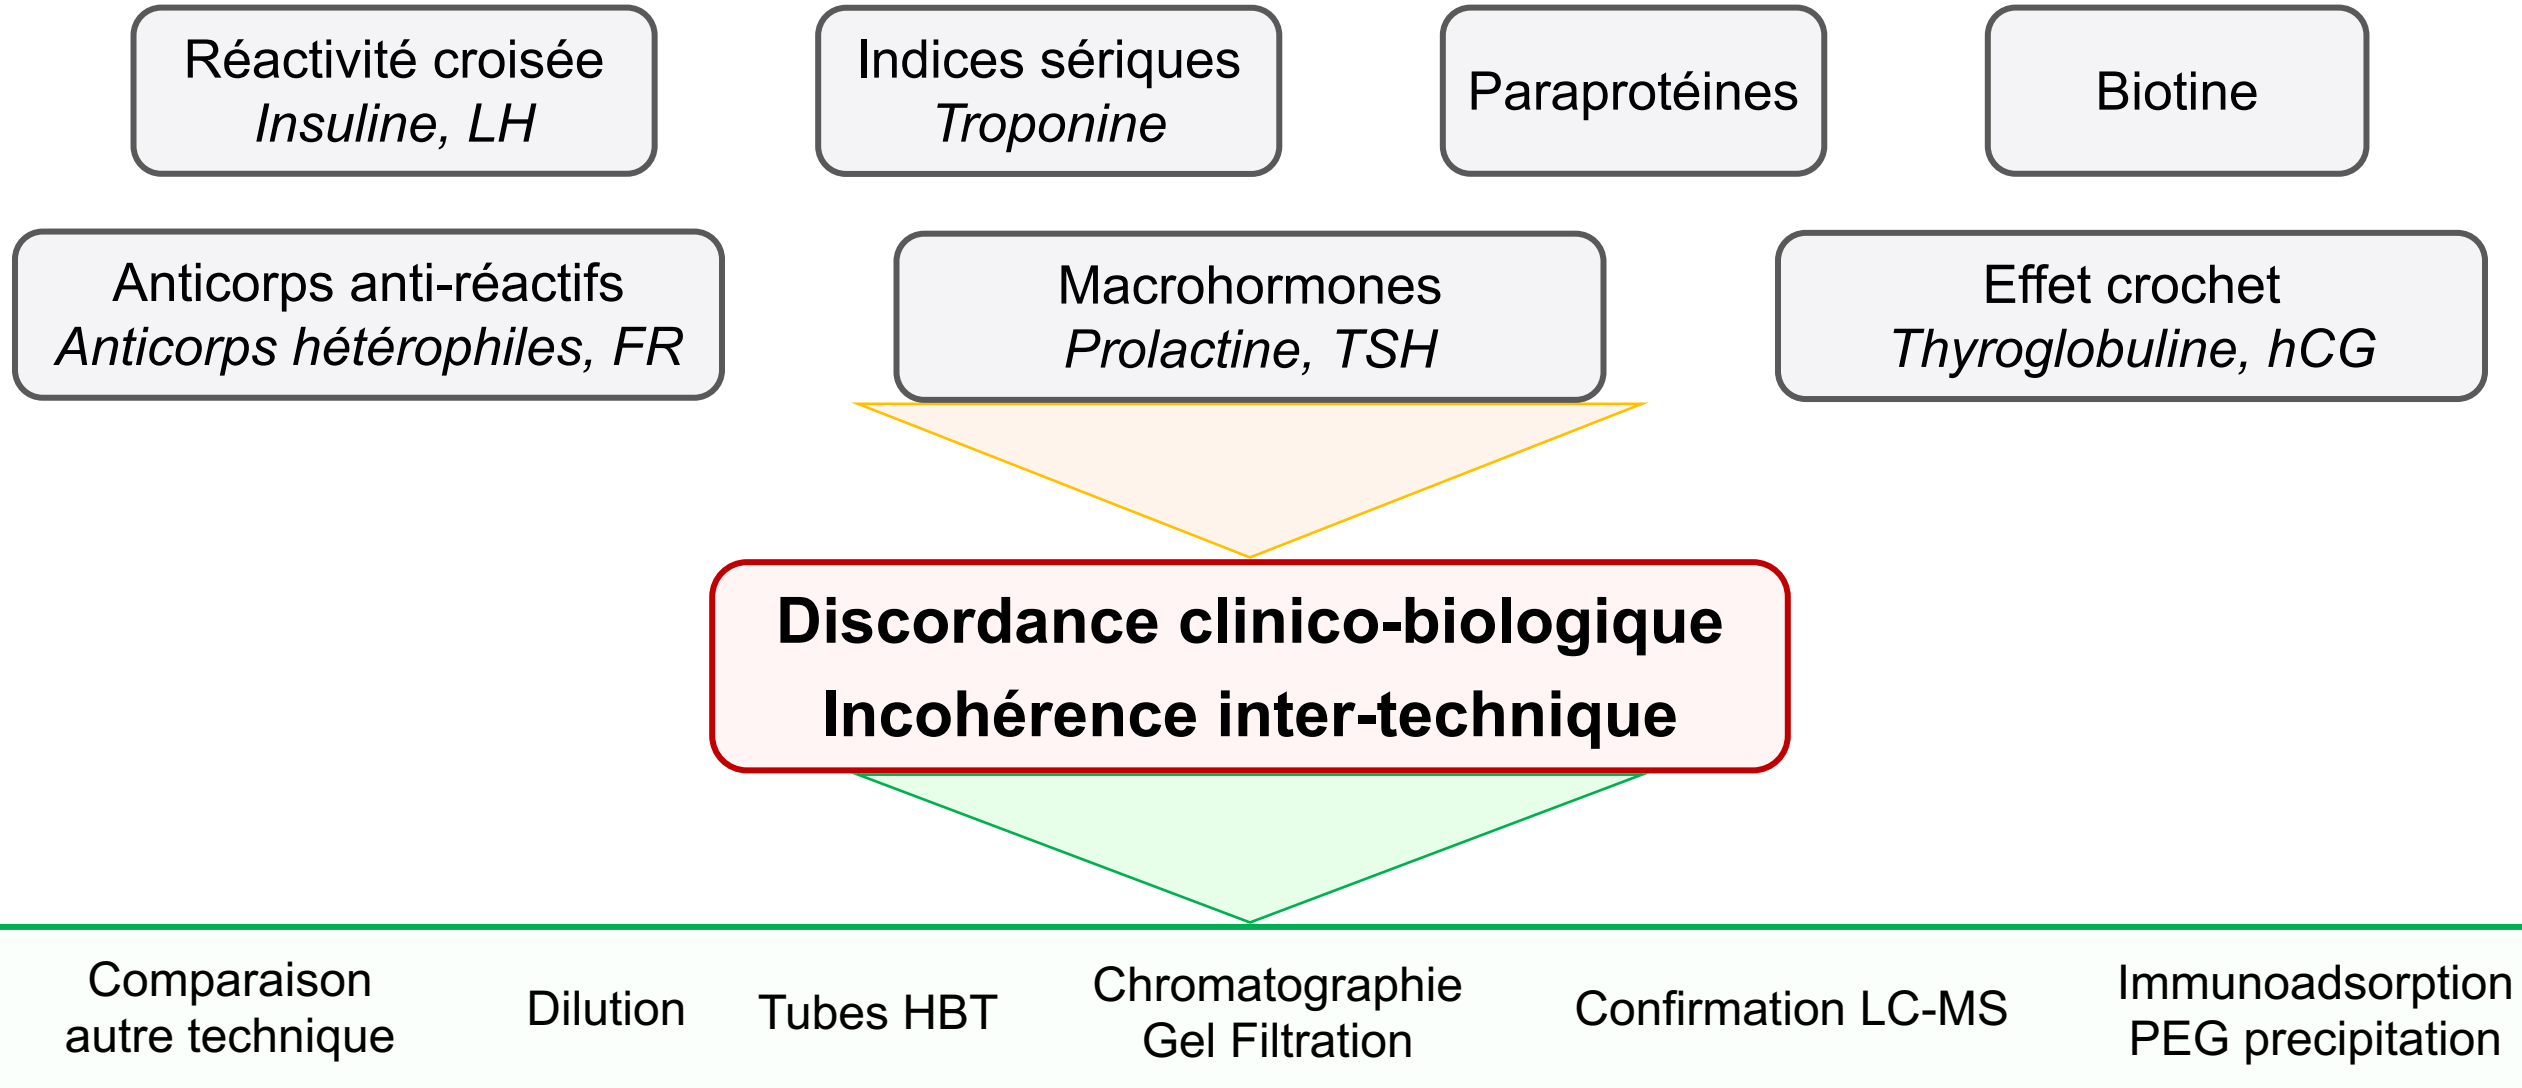 Réactivité croisée
Insuline, LH
Indices sériques
Troponine
Paraprotéines
Biotine
Anticorps anti-réactifs
Anticorps hétérophiles, FR
Macrohormones
Prolactine, TSH
Effet crochet
Thyroglobuline, hCG
Discordance clinico-biologique
Incohérence inter-technique
Comparaison
autre technique
Dilution
Tubes HBT
Chromatographie
Gel Filtration
Confirmation LC-MS
Immunoadsorption
PEG precipitation